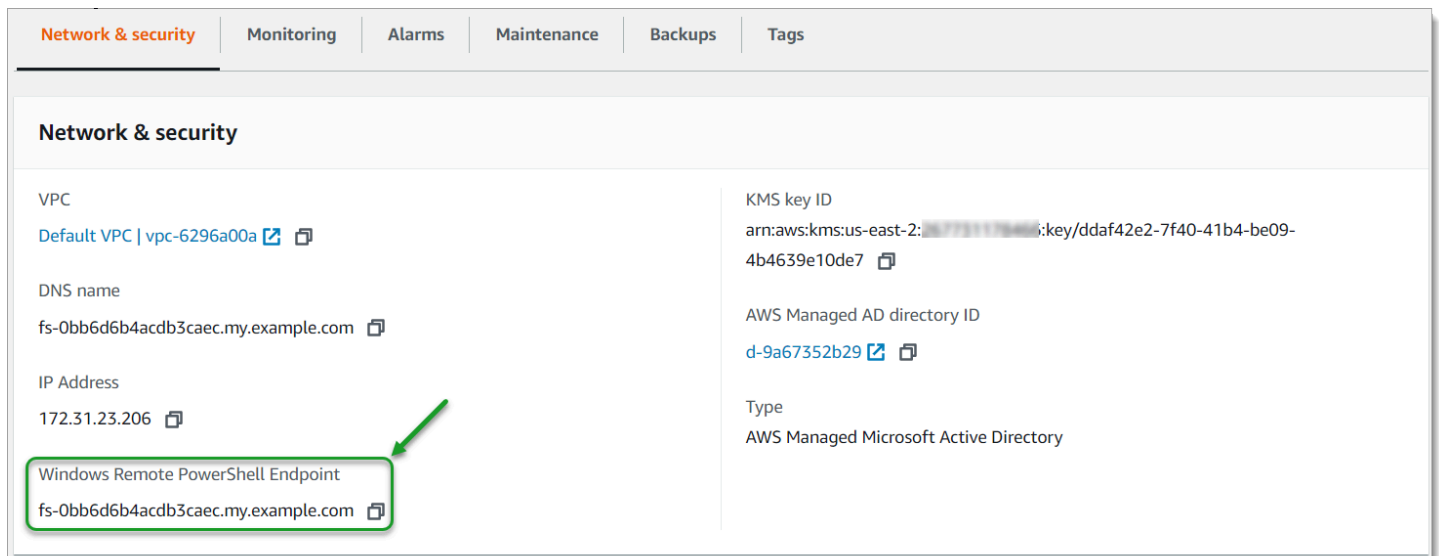 Network & security
Monitoring
Alarms
Maintenance
Backups
Tags
Network & security
VPC
Default VPC | vpc-6296a00a
DNS name
fs-0bb6d6b4acdb3caec.my.example.com
IP Address
172.31.23.206
Windows Remote PowerShell Endpoint
fs-0bb6d6b4acdb3caec.my.example.com
KMS key ID
arn:aws:kms:us-east-2: :key/ddaf42e2-7f40-41b4-be09-
4b4639e10de7
AWS Managed AD directory ID
d-9a67352b29
Type
AWS Managed Microsoft Active Directory